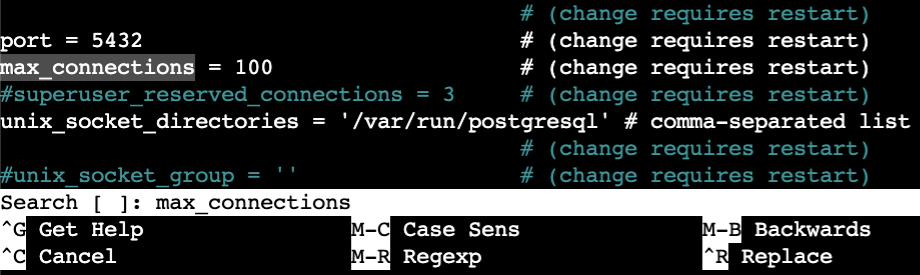 # (change requires restart)
port = 5432 # (change requires restart)
max_connections = 100 # (change requires restart)
#superuser_reserved_connections = 3 # (change requires restart)
unix_socket_directories = '/var/run/postgresql' # comma-separated list
# (change requires restart)
#unix_socket_group = '' # (change requires restart)
Search [ ]: max_connections
^G Get Help M-C Case Sens M-B Backwards
^C Cancel M-R Regexp ^R Replace